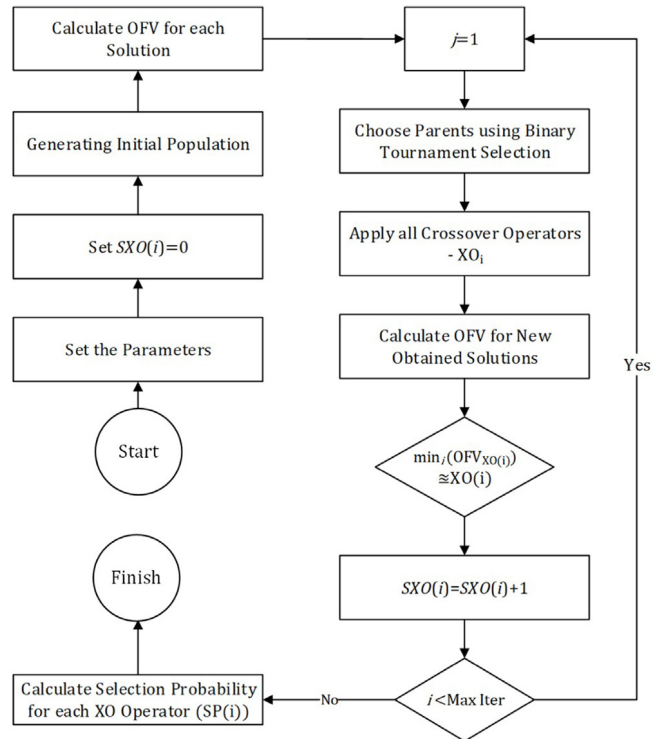 Calculate OFV for each
Solution
j=1
Generating Initial Population
Choose Parents using Binary
Tournament Selection
Set SXO(i)=0
Apply all Crossover Operators
- XOᵢ
Set the Parameters
Calculate OFV for New
Obtained Solutions
Yes
Start
minᵢ(OFV_XO(i))
≊XO(i)
Finish
SXO(i)=SXO(i)+1
Calculate Selection Probability
for each XO Operator (SP(i))
No
i<Max Iter